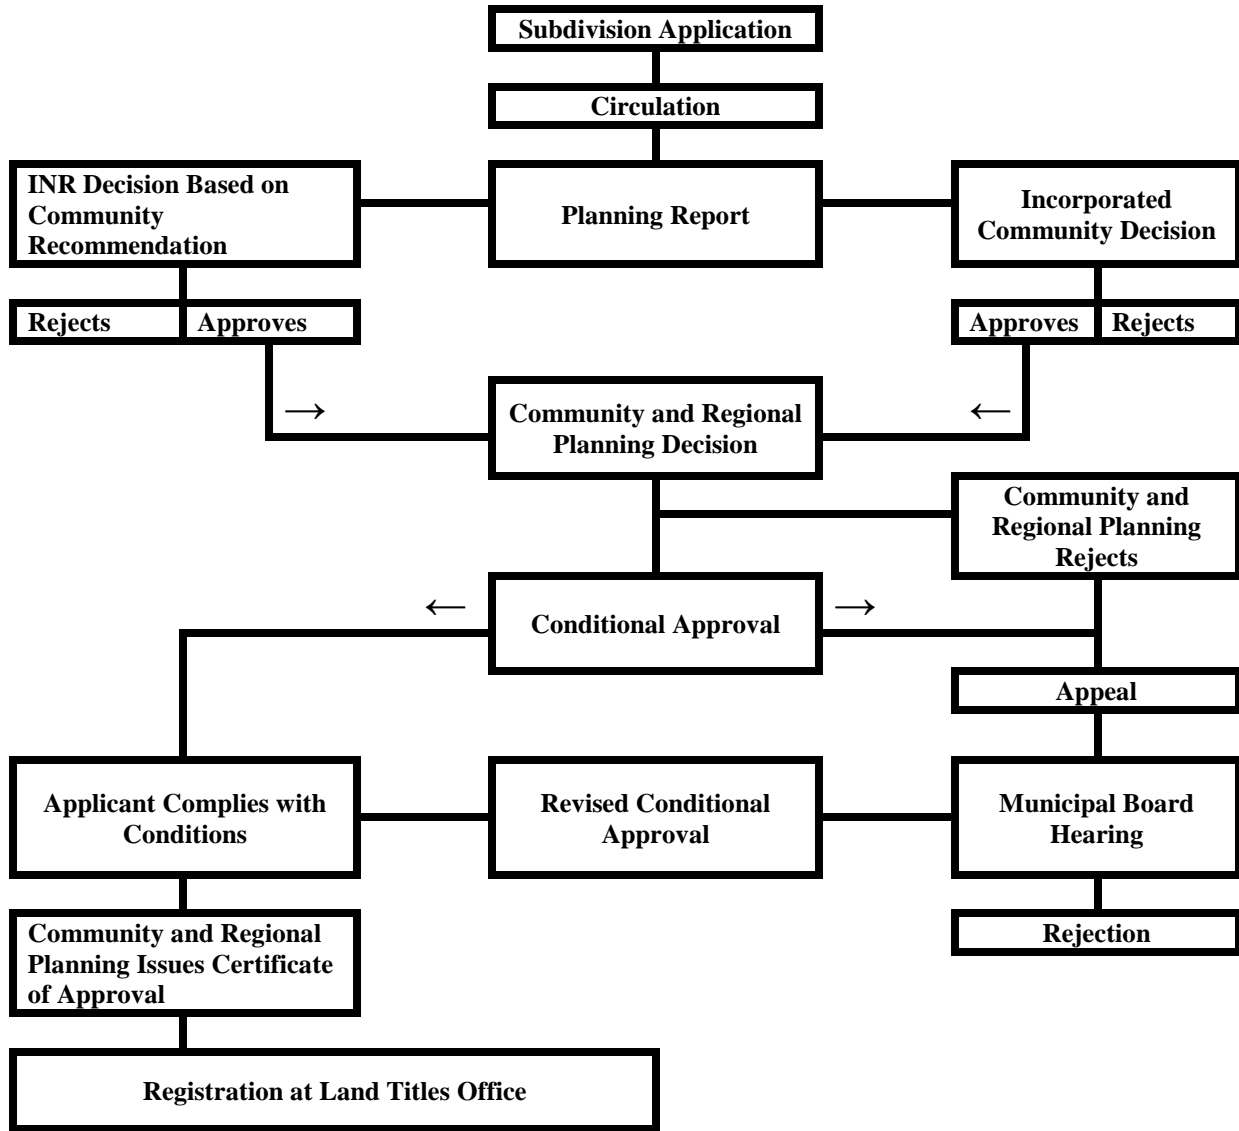 Subdivision Application
Circulation
INR Decision Based on
Community
Recommendation
Planning Report
Incorporated
Community Decision
Rejects
Approves
Approves
Rejects
→
←
Community and Regional
Planning Decision
Community and
Regional Planning
Rejects
←
→
Conditional Approval
Appeal
Applicant Complies with
Conditions
Revised Conditional
Approval
Municipal Board
Hearing
Community and Regional
Planning Issues Certificate
of Approval
Rejection
Registration at Land Titles Office